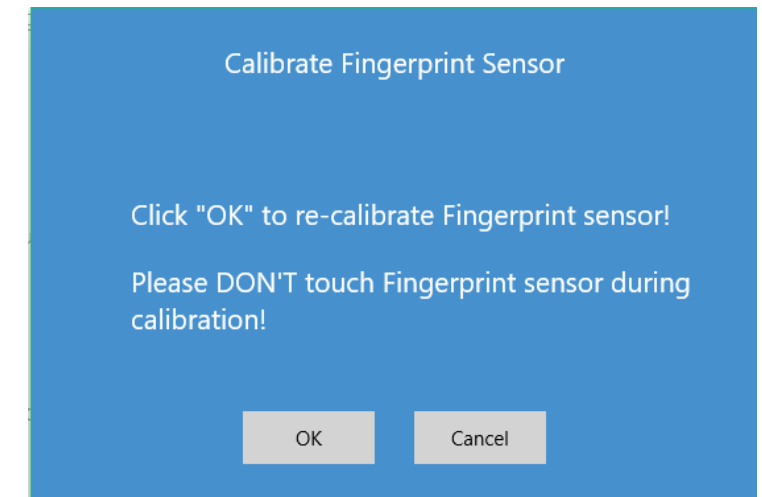 Calibrate Fingerprint Sensor
Click "OK" to re-calibrate Fingerprint sensor!
Please DON'T touch Fingerprint sensor during
calibration!
OK
Cancel